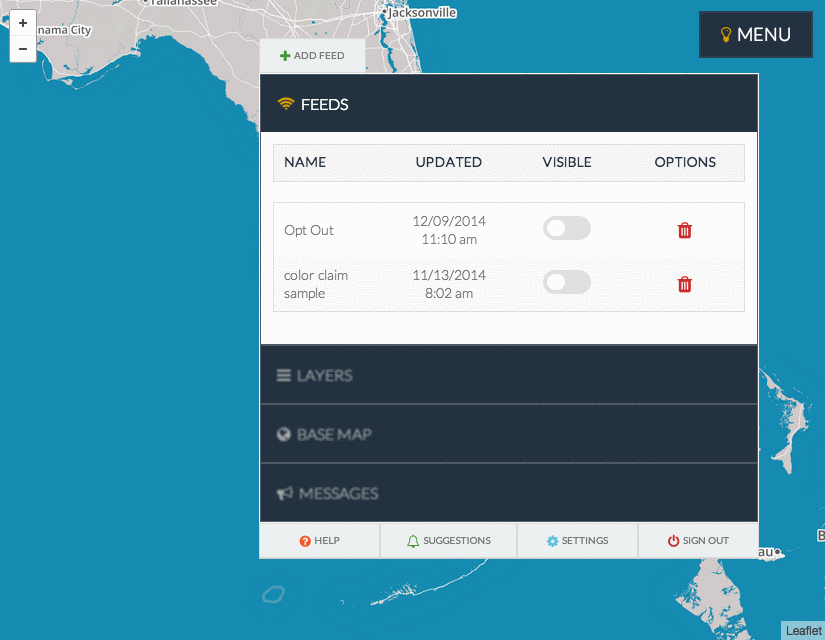 Tallahassee
Jacksonville
+
−
nama City
MENU
ADD FEED
FEEDS
NAME UPDATED VISIBLE OPTIONS
Opt Out 12/09/2014
11:10 am
color claim 11/13/2014
sample 8:02 am
LAYERS
BASE MAP
MESSAGES
HELP SUGGESTIONS SETTINGS SIGN OUT
B
au
Leaflet